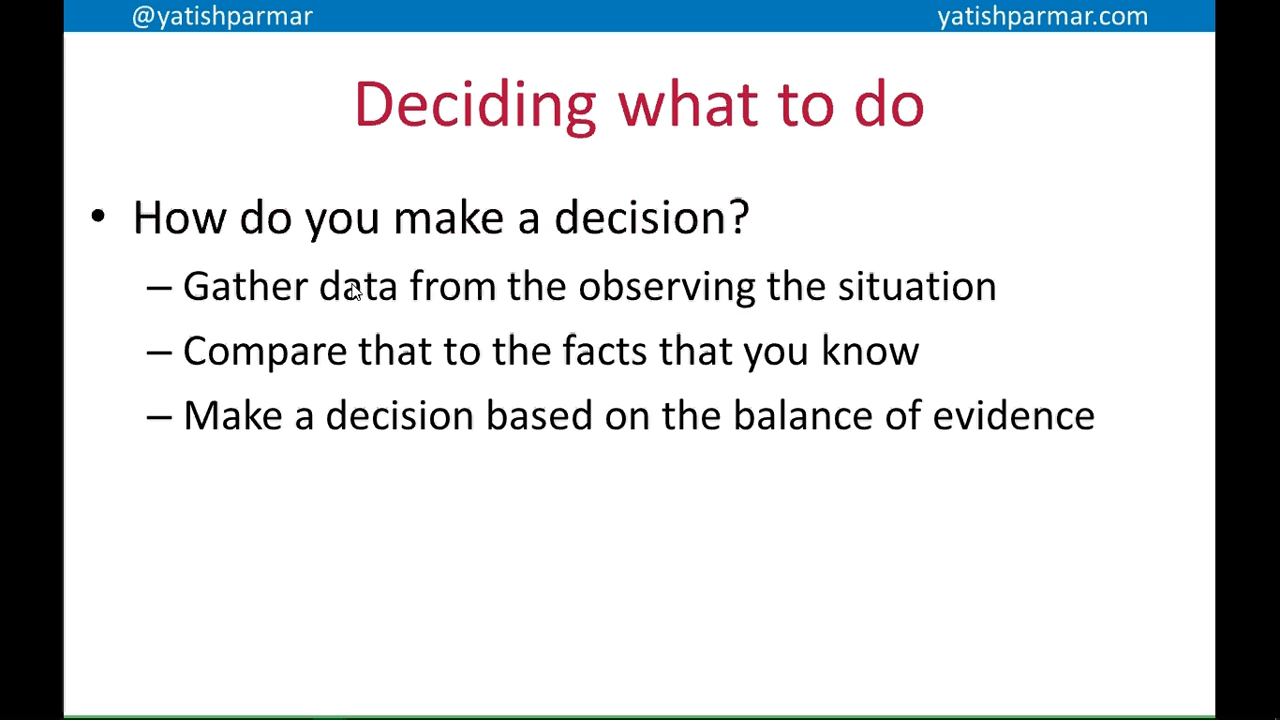 @yatishparmar yatishparmar.com
Deciding what to do
• How do you make a decision?
– Gather data from the observing the situation
– Compare that to the facts that you know
– Make a decision based on the balance of evidence